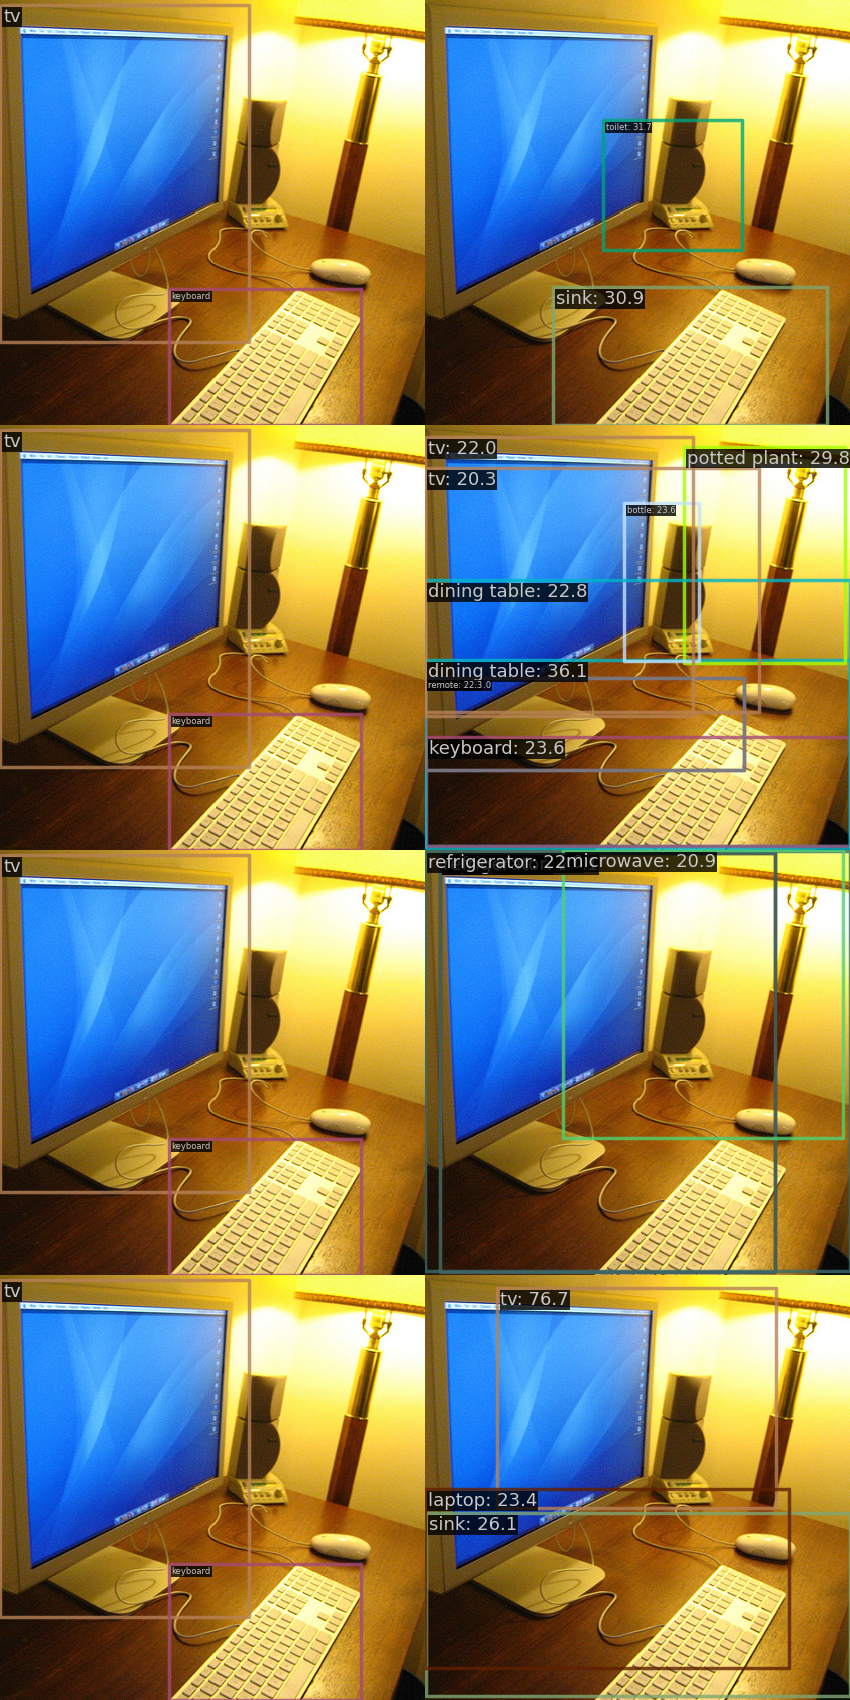 tv
keyboard
toilet: 31.7
sink: 30.9
tv
keyboard
tv: 22.0
potted plant: 29.8
tv: 20.3
bottle: 23.6
dining table: 22.8
dining table: 36.1
remote: 22.3.0
keyboard: 23.6
tv
keyboard
refrigerator: 22
microwave: 20.9
tv
keyboard
tv: 76.7
laptop: 23.4
sink: 26.1